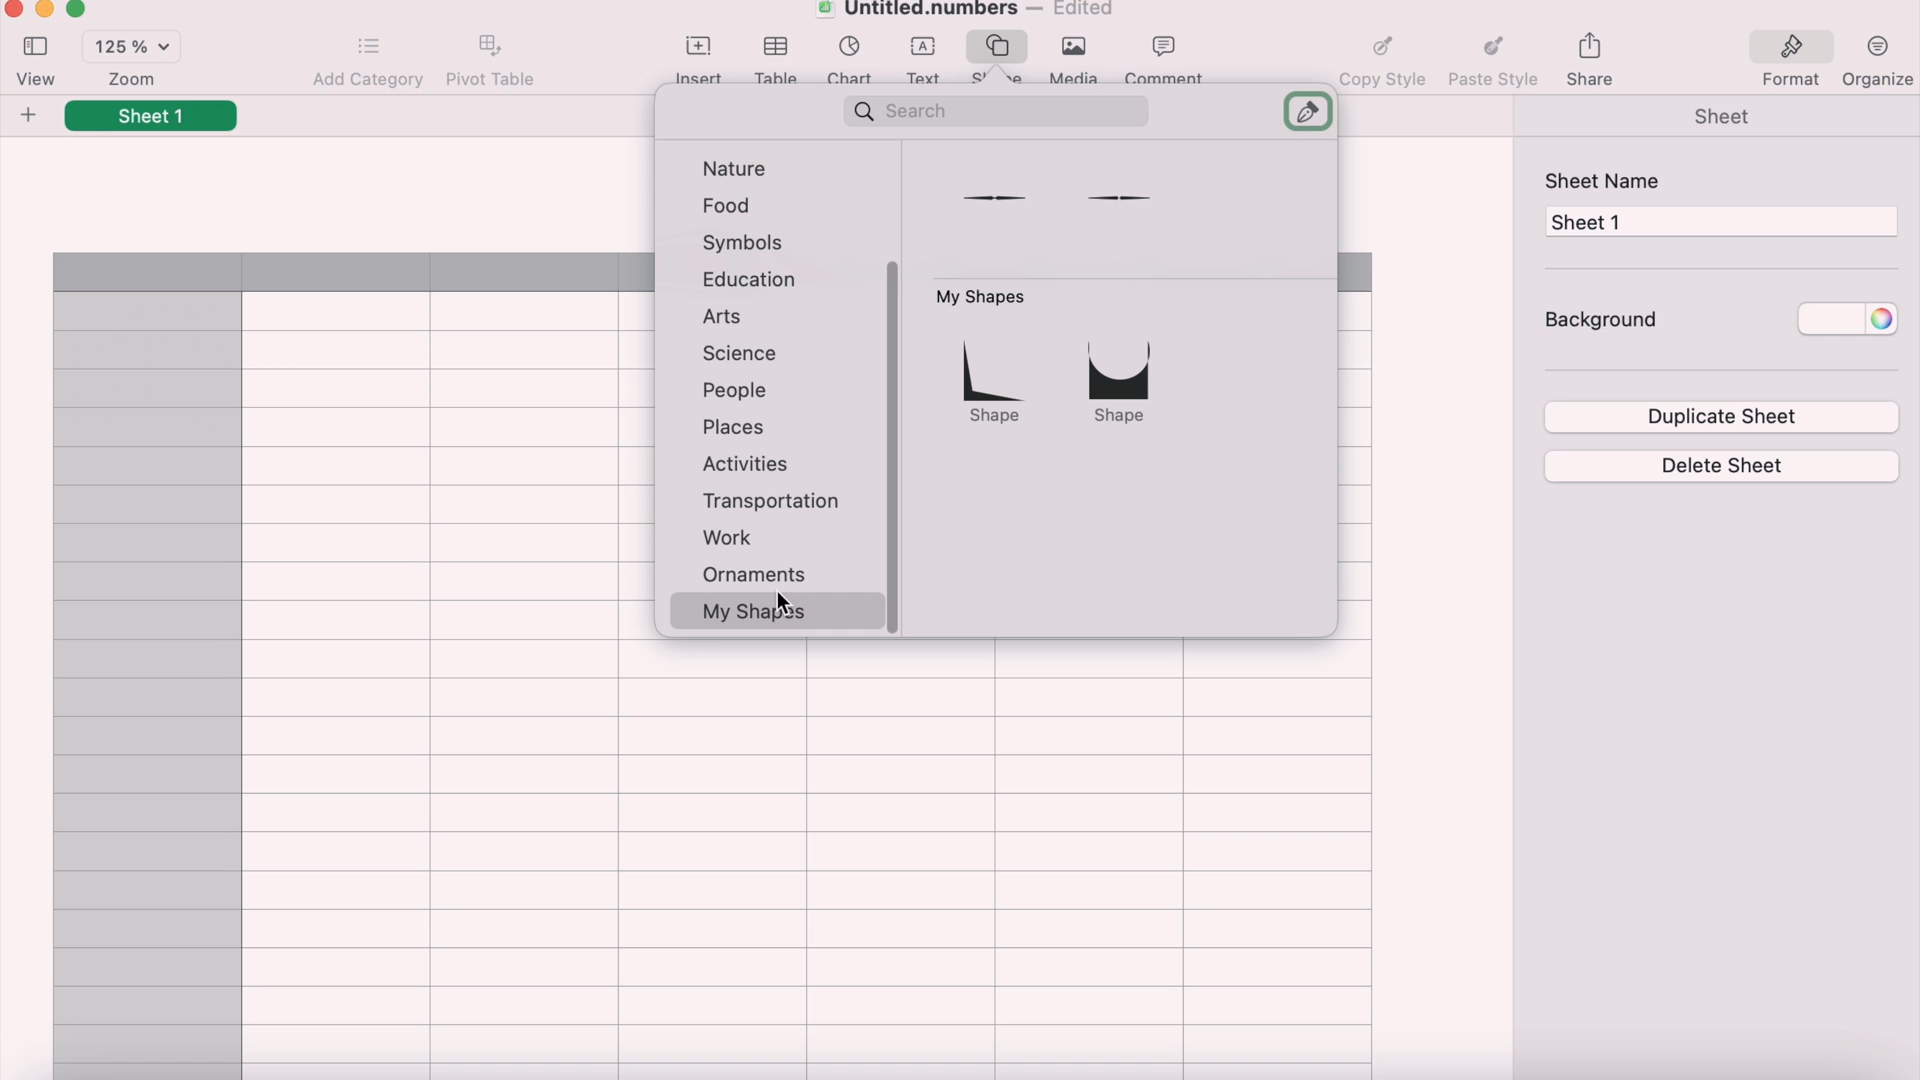 Untitled.numbers — Edited
125 %
View
Zoom
Add Category
Pivot Table
Insert
Table
Chart
Text
Media
Comment
Copy Style
Paste Style
Share
Format
Organize
Sheet 1
Search
Sheet
Nature
Food
Symbols
Education
Arts
Science
People
Places
Activities
Transportation
Work
Ornaments
My Shapes
My Shapes
Shape
Shape
Sheet Name
Sheet 1
Background
Duplicate Sheet
Delete Sheet